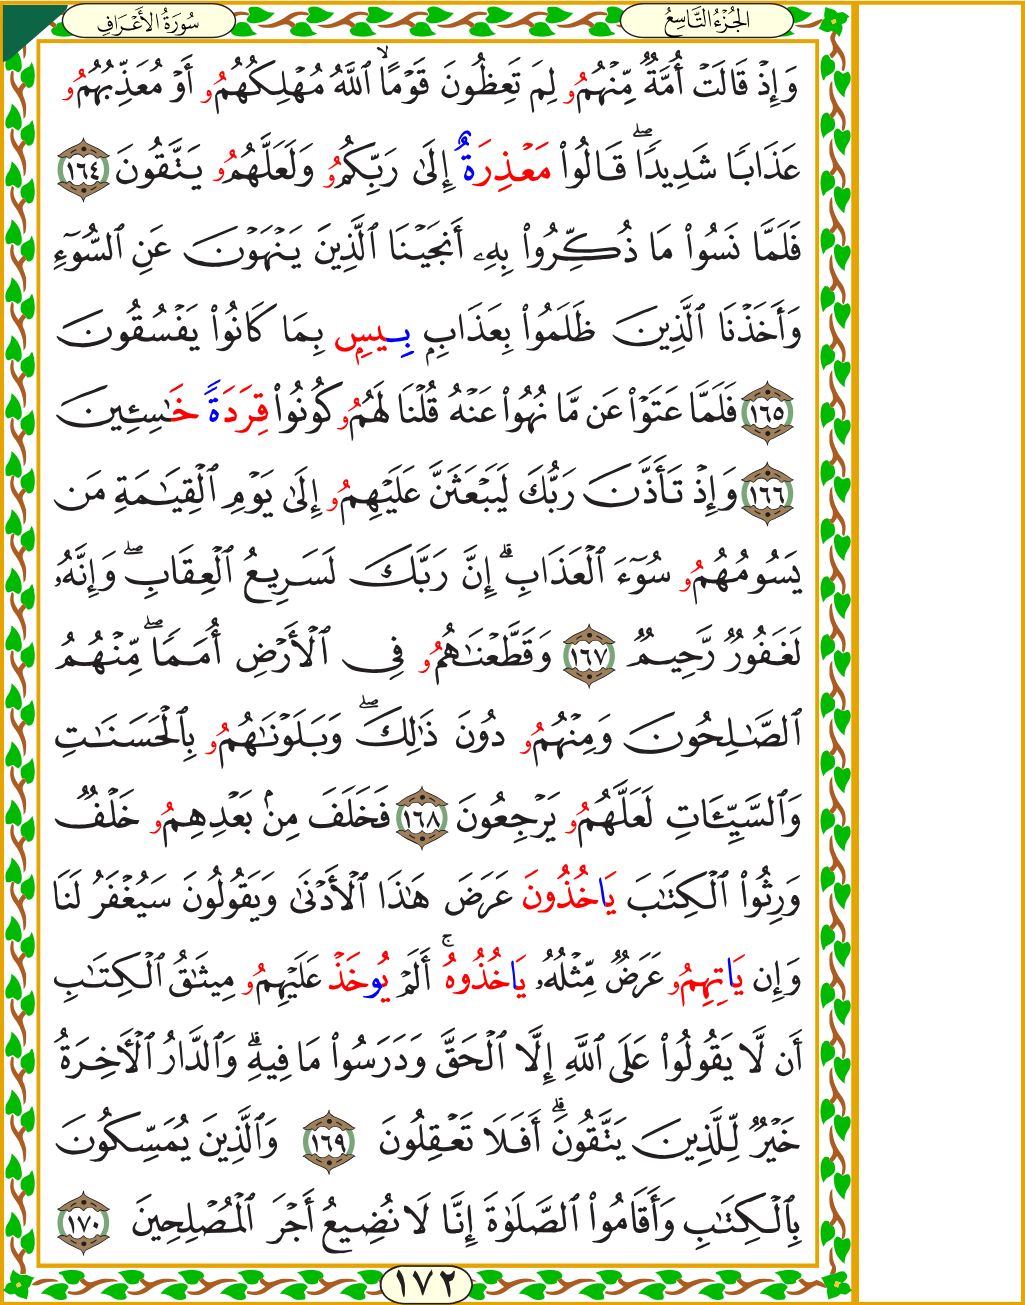 الجُزْءُ التَّاسِعُ
سُورَةُ الأَعْرَافِ
وَإِذْ قَالَتْ أُمَّةٌ مِّنْهُمُو لِمَ تَعِظُونَ قَوْمًا ۙ ٱللَّهُ مُهْلِكُهُمُو أَوْ مُعَذِّبُهُمُو
عَذَابًا شَدِيدًا ۖ قَالُوا۟ مَعْذِرَةٌ إِلَىٰ رَبِّكُمُو وَلَعَلَّهُمُو يَتَّقُونَ ١٦٤
فَلَمَّا نَسُوا۟ مَا ذُكِّرُوا۟ بِهِۦ أَنجَيْنَا ٱلَّذِينَ يَنْهَوْنَ عَنِ ٱلسُّوٓءِ
وَأَخَذْنَا ٱلَّذِينَ ظَلَمُوا۟ بِعَذَابٍۭ بِيسٍۭ بِمَا كَانُوا۟ يَفْسُقُونَ
١٦٥ فَلَمَّا عَتَوْا۟ عَن مَّا نُهُوا۟ عَنْهُ قُلْنَا لَهُمُو كُونُوا۟ قِرَدَةً خَـٰسِـِٔينَ
١٦٦ وَإِذْ تَأَذَّنَ رَبُّكَ لَيَبْعَثَنَّ عَلَيْهِمُو إِلَىٰ يَوْمِ ٱلْقِيَـٰمَةِ مَن
يَسُومُهُمُو سُوٓءَ ٱلْعَذَابِ ۗ إِنَّ رَبَّكَ لَسَرِيعُ ٱلْعِقَابِ ۖ وَإِنَّهُۥ
لَغَفُورٌ رَّحِيمٌ ١٦٧ وَقَطَّعْنَـٰهُمُو فِى ٱلْأَرْضِ أُمَمًا ۖ مِّنْهُمُ
ٱلصَّـٰلِحُونَ وَمِنْهُمُو دُونَ ذَٰلِكَ ۖ وَبَلَوْنَـٰهُمُو بِٱلْحَسَنَـٰتِ
وَٱلسَّيِّـَٔاتِ لَعَلَّهُمُو يَرْجِعُونَ ١٦٨ فَخَلَفَ مِنۢ بَعْدِهِمُو خَلْفٌ
وَرِثُوا۟ ٱلْكِتَـٰبَ يَاخُذُونَ عَرَضَ هَـٰذَا ٱلْأَدْنَىٰ وَيَقُولُونَ سَيُغْفَرُ لَنَا
وَإِن يَاتِهِمُو عَرَضٌ مِّثْلُهُۥ يَاخُذُوهُ ۚ أَلَمْ يُوخَذْ عَلَيْهِمُو مِيثَـٰقُ ٱلْكِتَـٰبِ
أَن لَّا يَقُولُوا۟ عَلَى ٱللَّهِ إِلَّا ٱلْحَقَّ وَدَرَسُوا۟ مَا فِيهِ ۗ وَٱلدَّارُ ٱلْـَٔاخِرَةُ
خَيْرٌ لِّلَّذِينَ يَتَّقُونَ ۗ أَفَلَا تَعْقِلُونَ ١٦٩ وَٱلَّذِينَ يُمَسِّكُونَ
بِٱلْكِتَـٰبِ وَأَقَامُوا۟ ٱلصَّلَوٰةَ إِنَّا لَا نُضِيعُ أَجْرَ ٱلْمُصْلِحِينَ ١٧٠
١٧٢